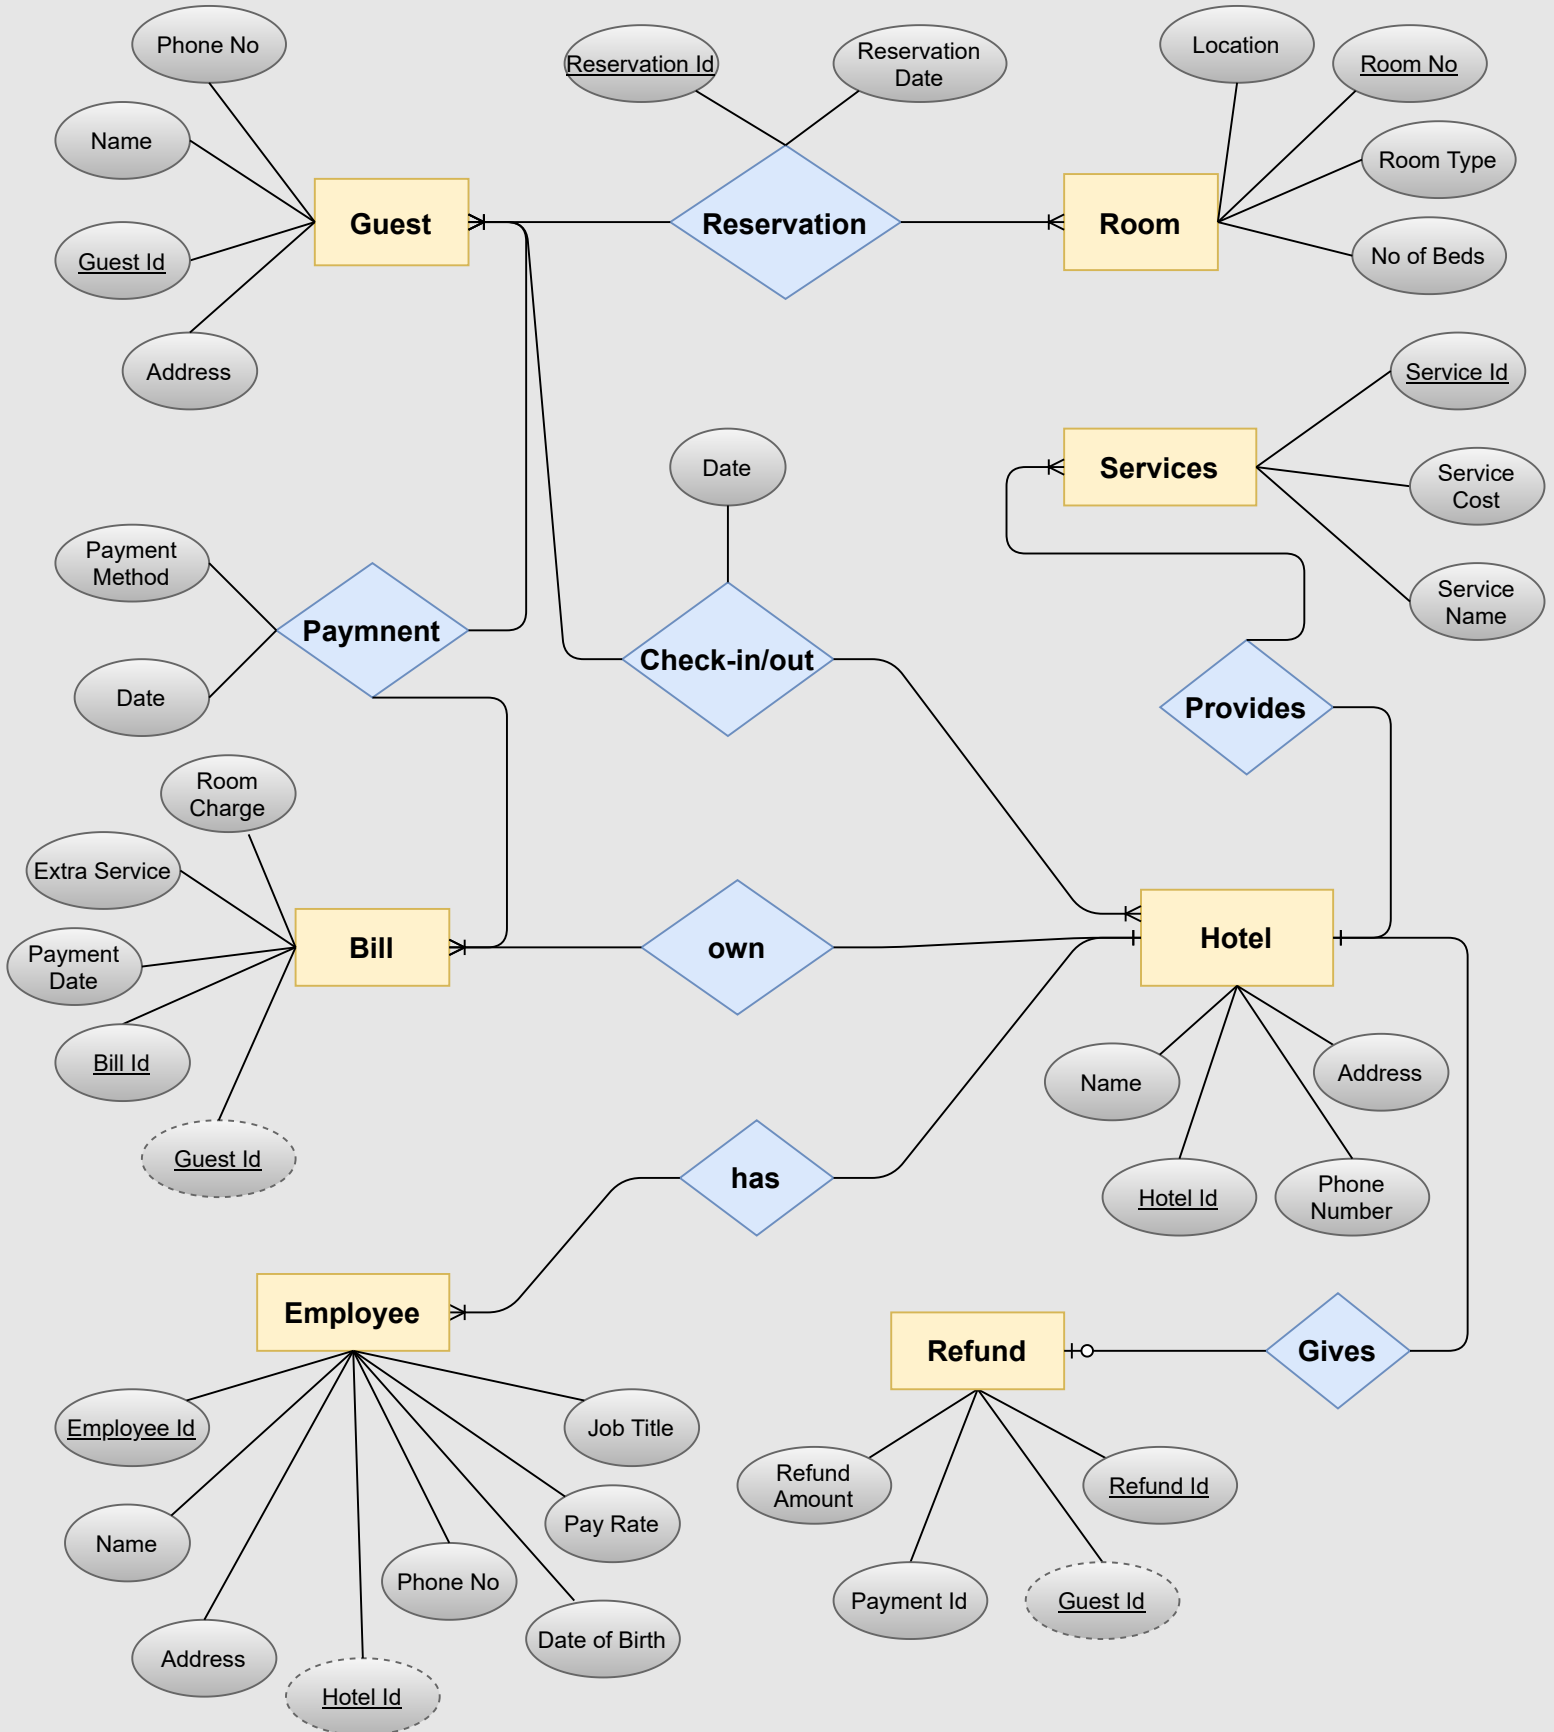 Phone No
Reservation Id
Reservation
Date
Location
Room No
Name
Room Type
Guest
Reservation
Room
Guest Id
No of Beds
Address
Service Id
Date
Services
Service
Cost
Payment
Method
Service
Name
Paymnent
Check-in/out
Date
Provides
Room
Charge
Extra Service
Bill
own
Hotel
Payment
Date
Bill Id
Name
Address
Guest Id
has
Hotel Id
Phone
Number
Employee
Refund
Gives
Employee Id
Job Title
Refund
Amount
Refund Id
Name
Pay Rate
Phone No
Payment Id
Guest Id
Address
Date of Birth
Hotel Id